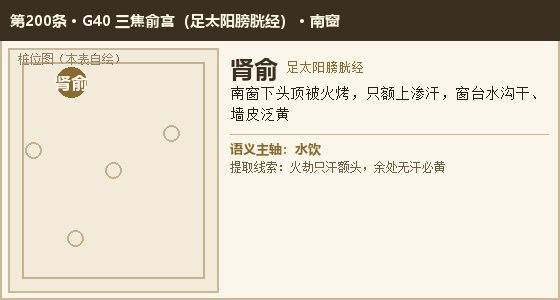 第200条·G40 三焦俞宫（足太阳膀胱经）·南窗
桩位图（本表自绘）
肾俞
肾俞 足太阳膀胱经
南窗下头顶被火烤，只额上渗汗，窗台水沟干、
墙皮泛黄
语义主轴：水饮
提取线索：火劫只汗额头，余处无汗必黄